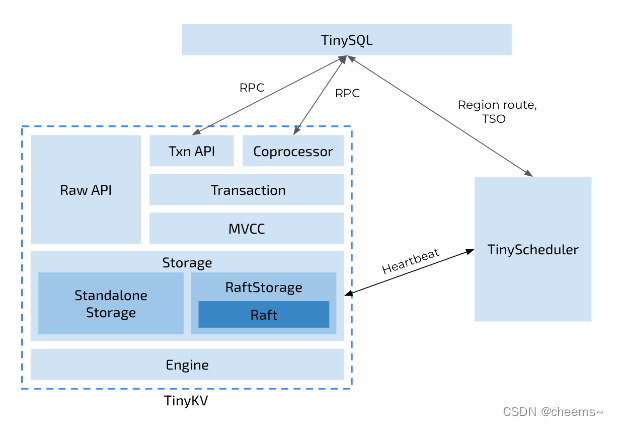 TinySQL
RPC
RPC
Region route,
TSO
Txn API
Coprocessor
Raw API
Transaction
MVCC
TinyScheduler
Storage
Heartbeat
Standalone
Storage
RaftStorage
Raft
Engine
TinyKV
CSDN @cheems~